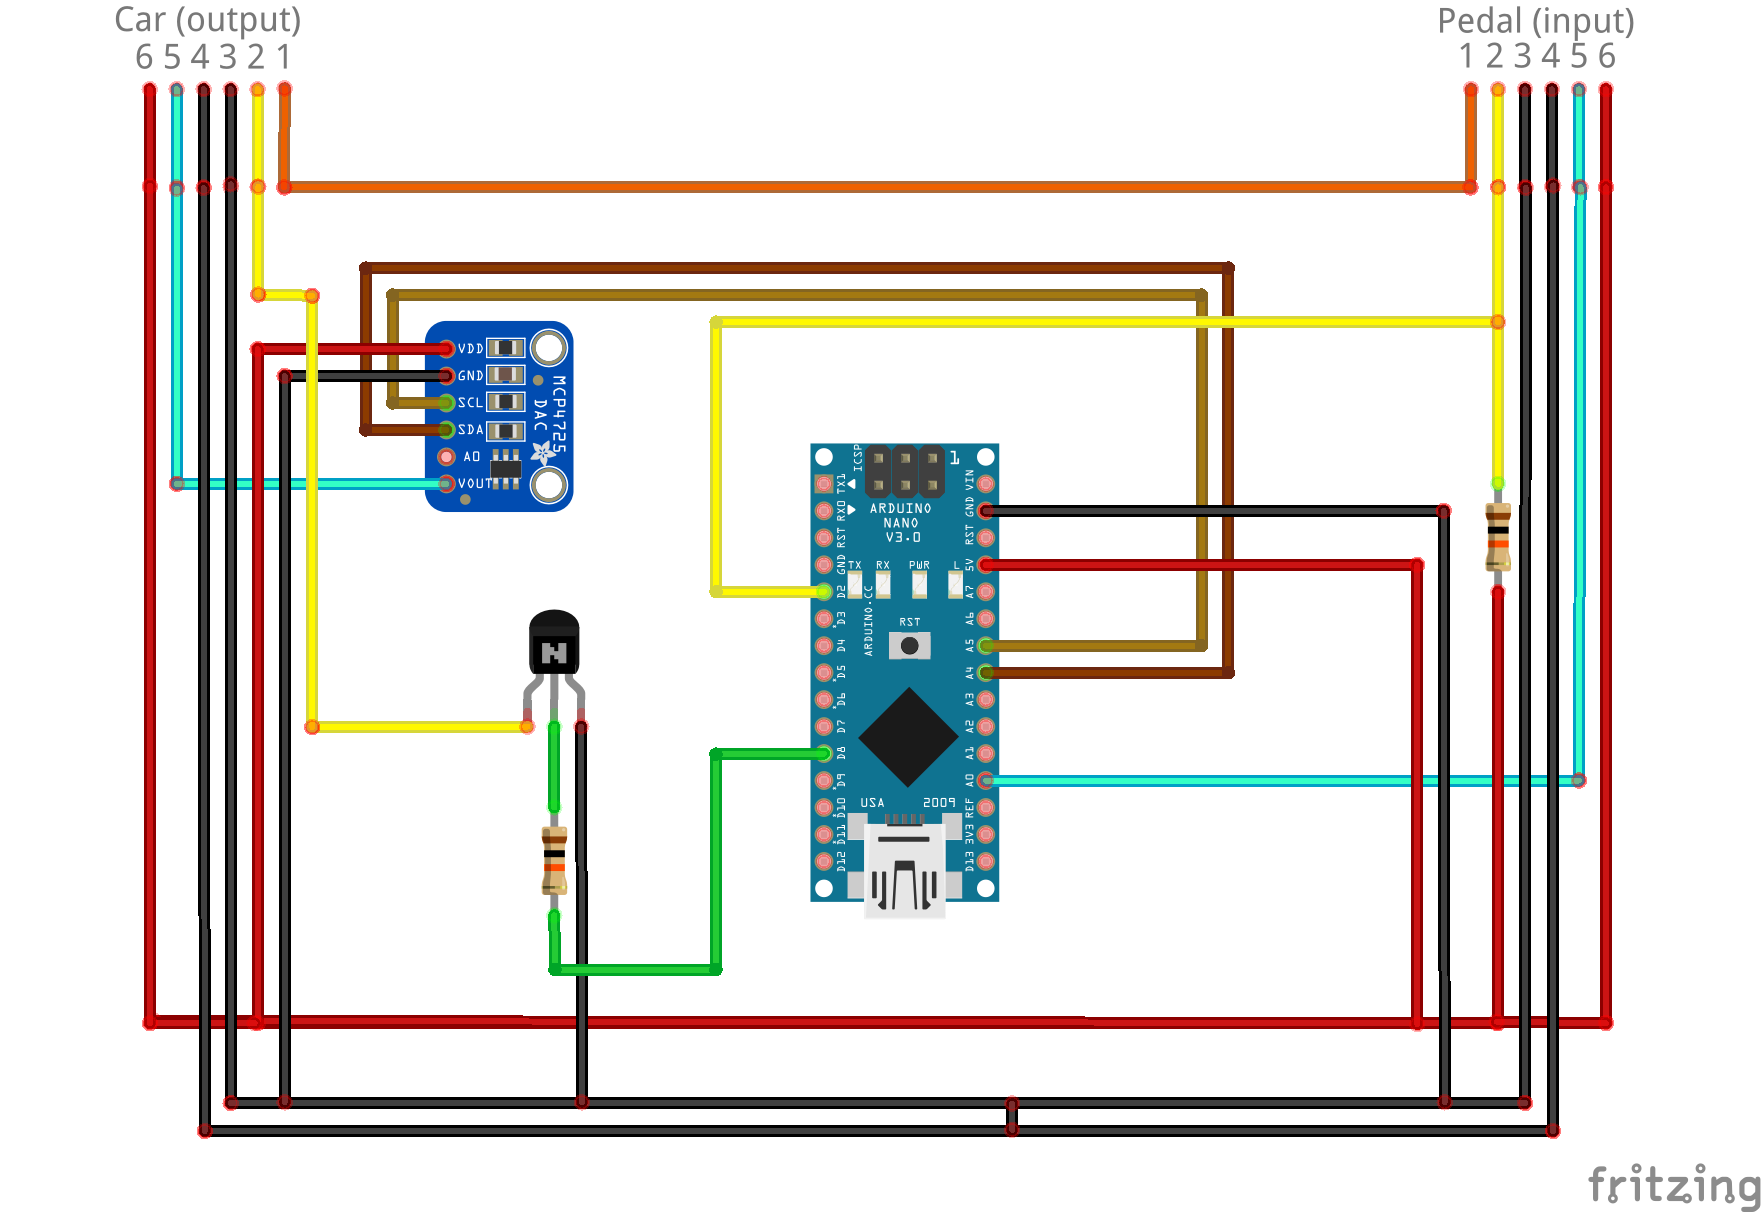 Car (output)
6 5 4 3 2 1
Pedal (input)
1 2 3 4 5 6
VDD
GND
SCL
SDA
A0
VOUT
MCP4725
DAC
N
ICSP
1
ARDUINO
NANO
V3.0
TX RX PWR L
ARDUINO.CC
RST
USA 2009
TX1
RX0
RST
GND
D2
D3
D4
D5
D6
D7
D8
D9
D10
D11
D12
VIN
GND
RST
5V
A7
A6
A5
A4
A3
A2
A1
A0
REF
3V3
D13
fritzing